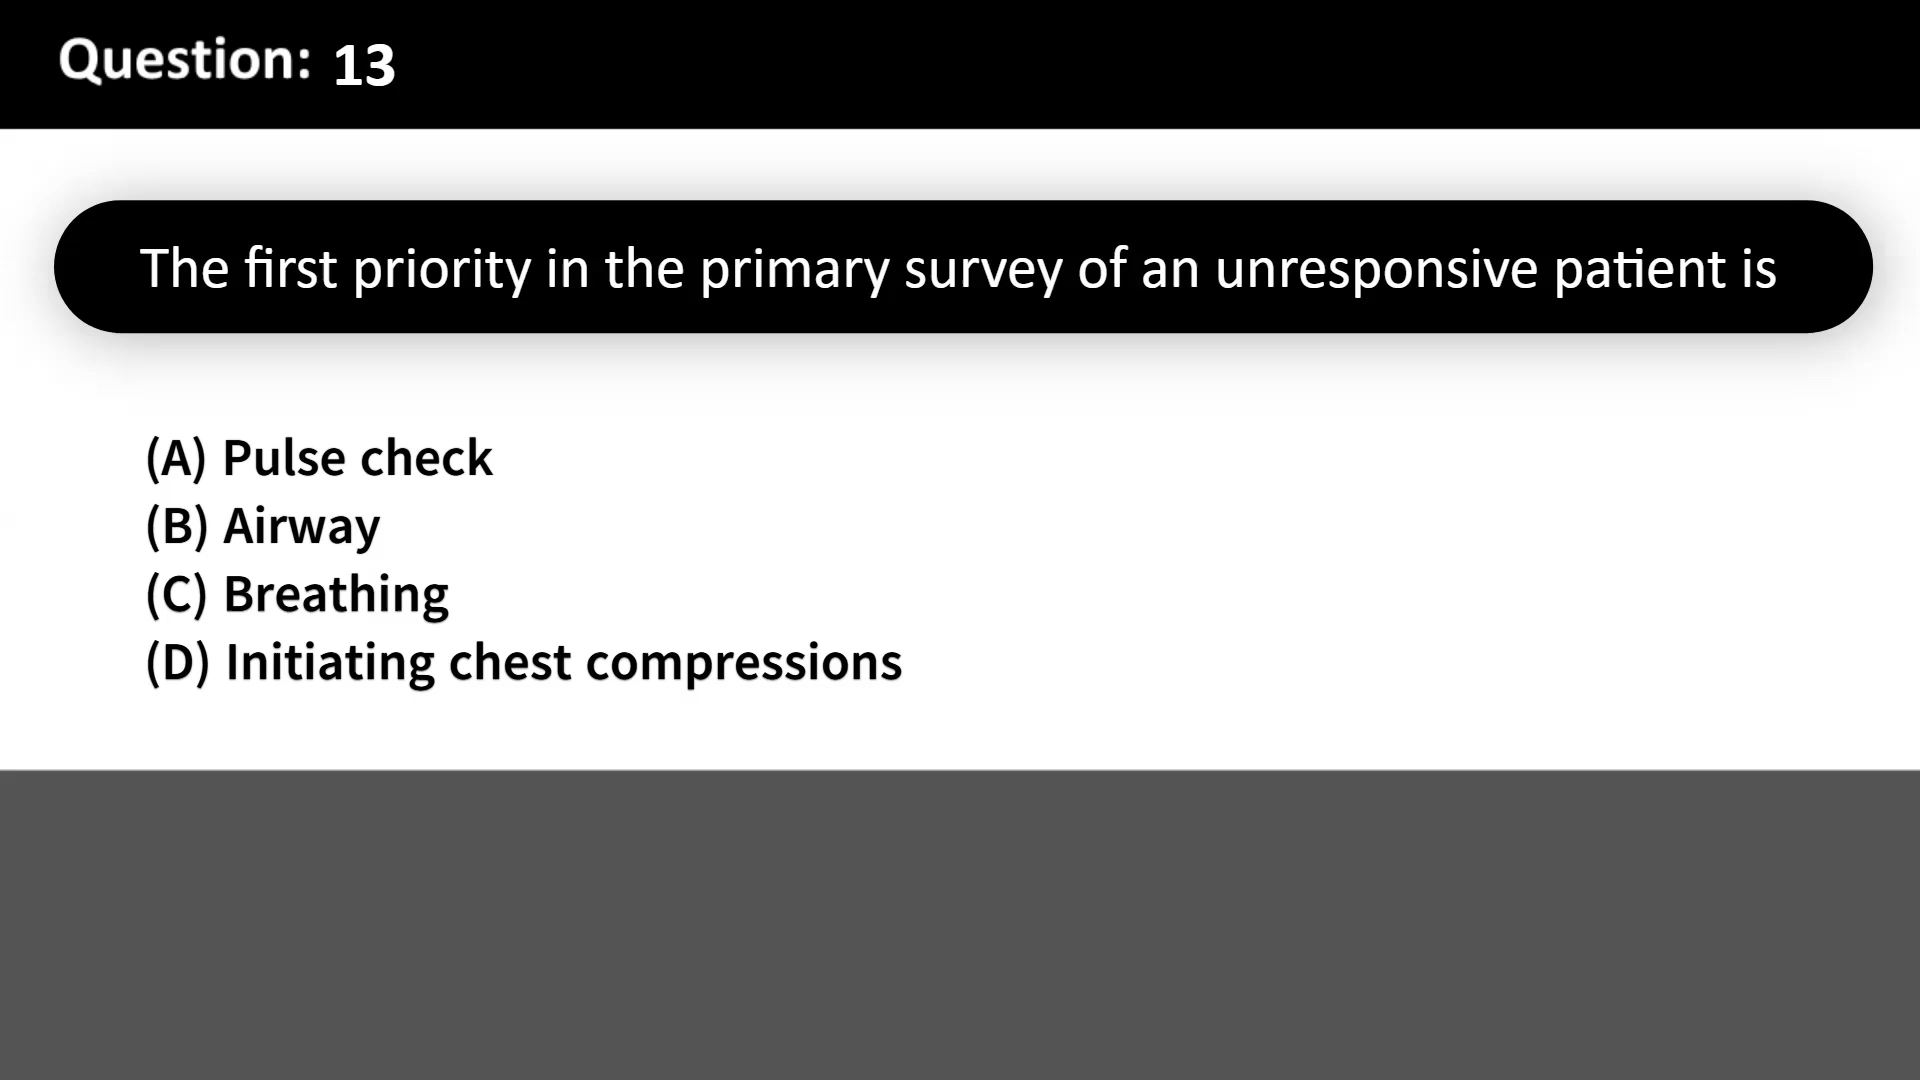 Question: 13
The first priority in the primary survey of an unresponsive patient is
(A) Pulse check
(B) Airway
(C) Breathing
(D) Initiating chest compressions